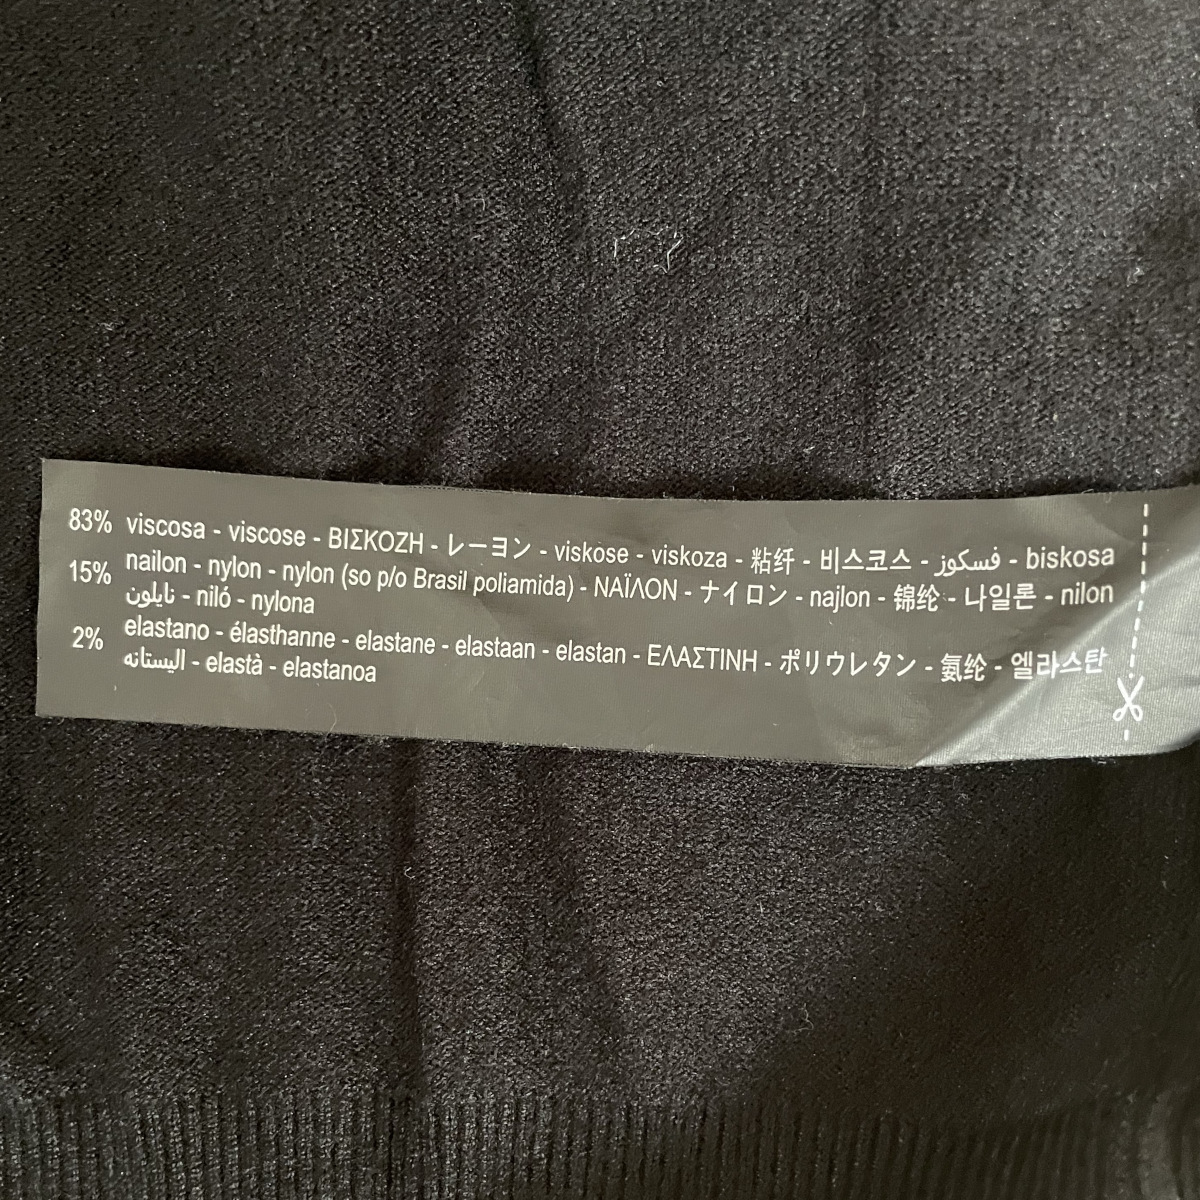 83% viscosa - viscose - ΒΙΣΚΟΖΗ - レーヨン - viskose - viskoza - 粘纤 - 비스코스 - فسكوز - biskosa
15% nailon - nylon - nylon (so p/o Brasil poliamida) - ΝΑΪΛΟΝ - ナイロン - najlon - 锦纶 - 나일론 - nilon
نايلون - niló - nylona
2% elastano - élasthanne - elastane - elastaan - elastan - ΕΛΑΣΤΙΝΗ - ポリウレタン - 氨纶 - 엘라스탄
اليستانه - elastà - elastanoa